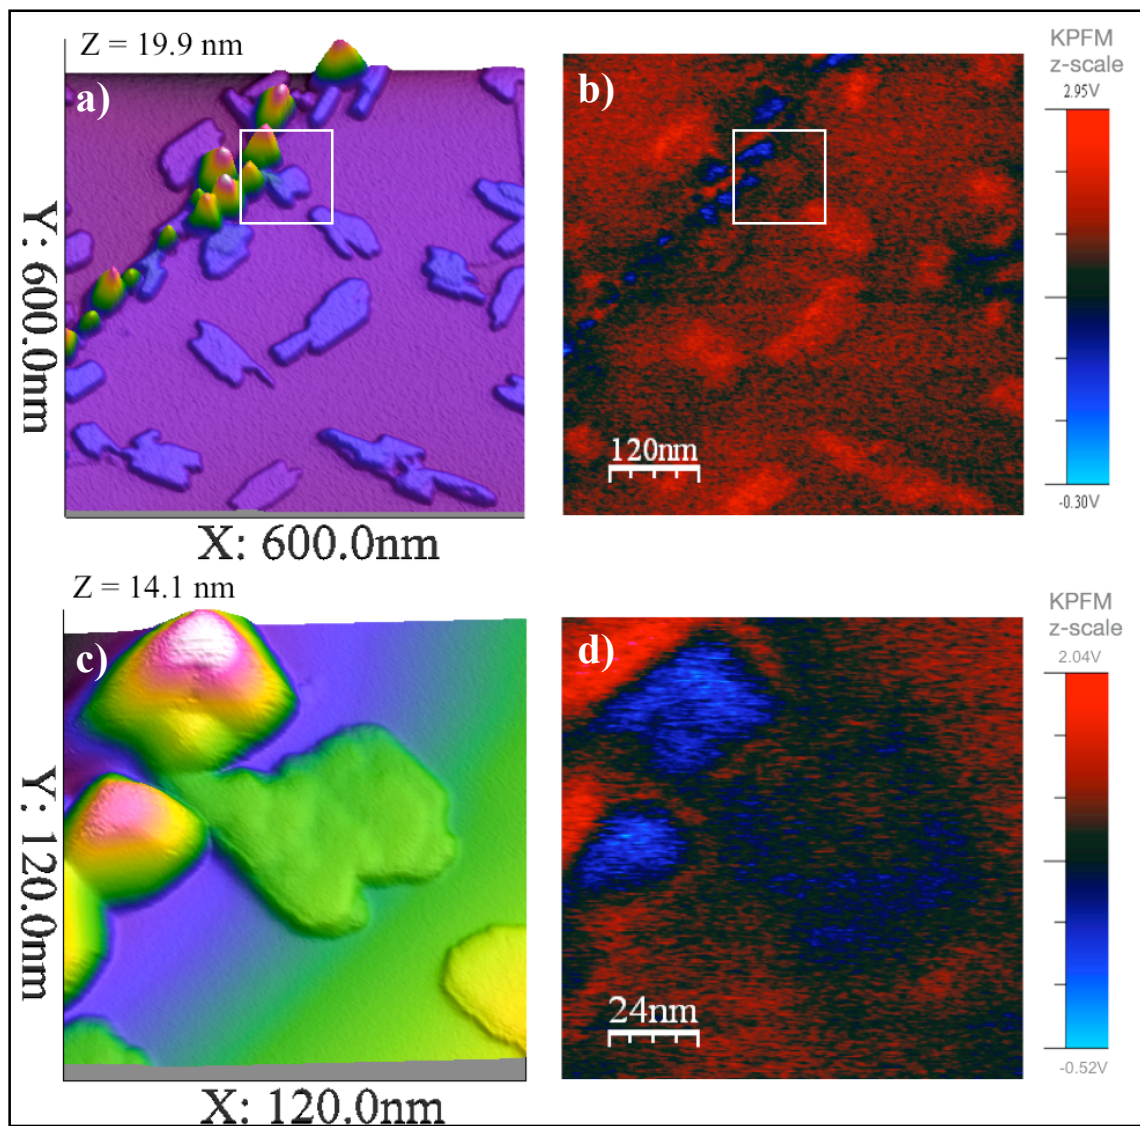 Z = 19.9 nm
a)
Y: 600.0nm
X: 600.0nm
b)
120nm
KPFM
z-scale
2.95V
-0.30V
Z = 14.1 nm
c)
Y: 120.0nm
X: 120.0nm
d)
24nm
KPFM
z-scale
2.04V
-0.52V